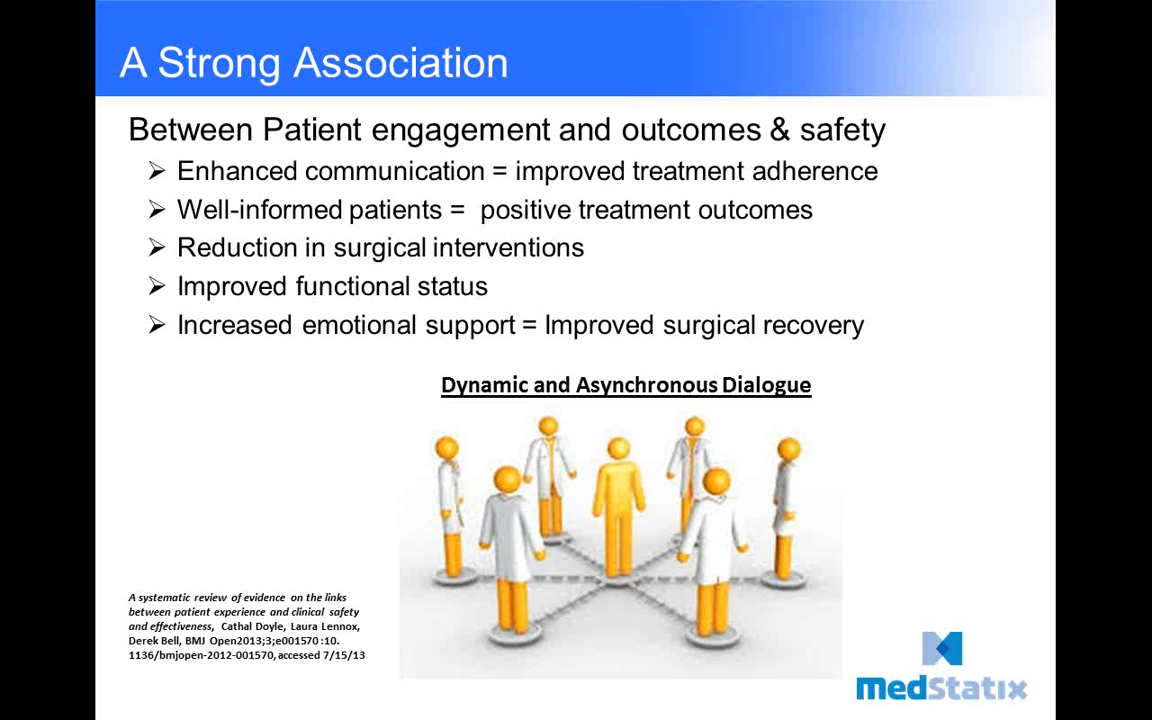 A Strong Association
Between Patient engagement and outcomes & safety
Enhanced communication = improved treatment adherence
Well-informed patients = positive treatment outcomes
Reduction in surgical interventions
Improved functional status
Increased emotional support = Improved surgical recovery
Dynamic and Asynchronous Dialogue
A systematic review of evidence on the links
between patient experience and clinical safety
and effectiveness, Cathal Doyle, Laura Lennox,
Derek Bell, BMJ Open2013;3;e001570 :10.
1136/bmjopen-2012-001570, accessed 7/15/13
medStatix